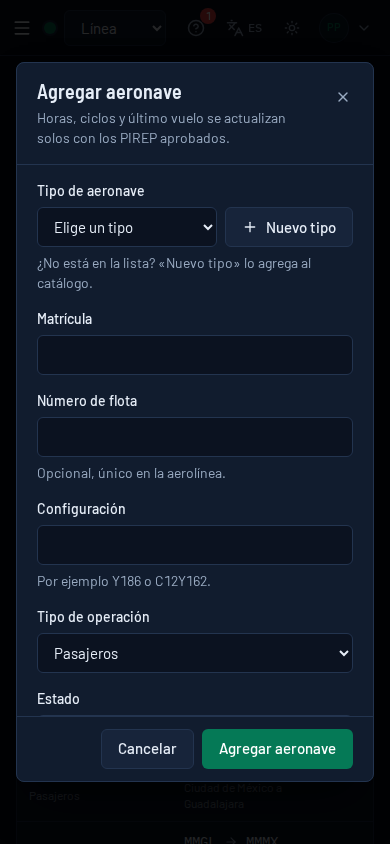 Línea
1
ES
PR
Agregar aeronave
Horas, ciclos y último vuelo se actualizan
solos con los PIREP aprobados.
Tipo de aeronave
Elige un tipo
Nuevo tipo
¿No está en la lista? «Nuevo tipo» lo agrega al
catálogo.
Matrícula
Número de flota
Opcional, único en la aerolínea.
Configuración
Por ejemplo Y186 o C12Y162.
Tipo de operación
Pasajeros
Estado
Cancelar
Agregar aeronave
Ciudad de México a
Pasajeros
Guadalajara
MMGL → MMMX